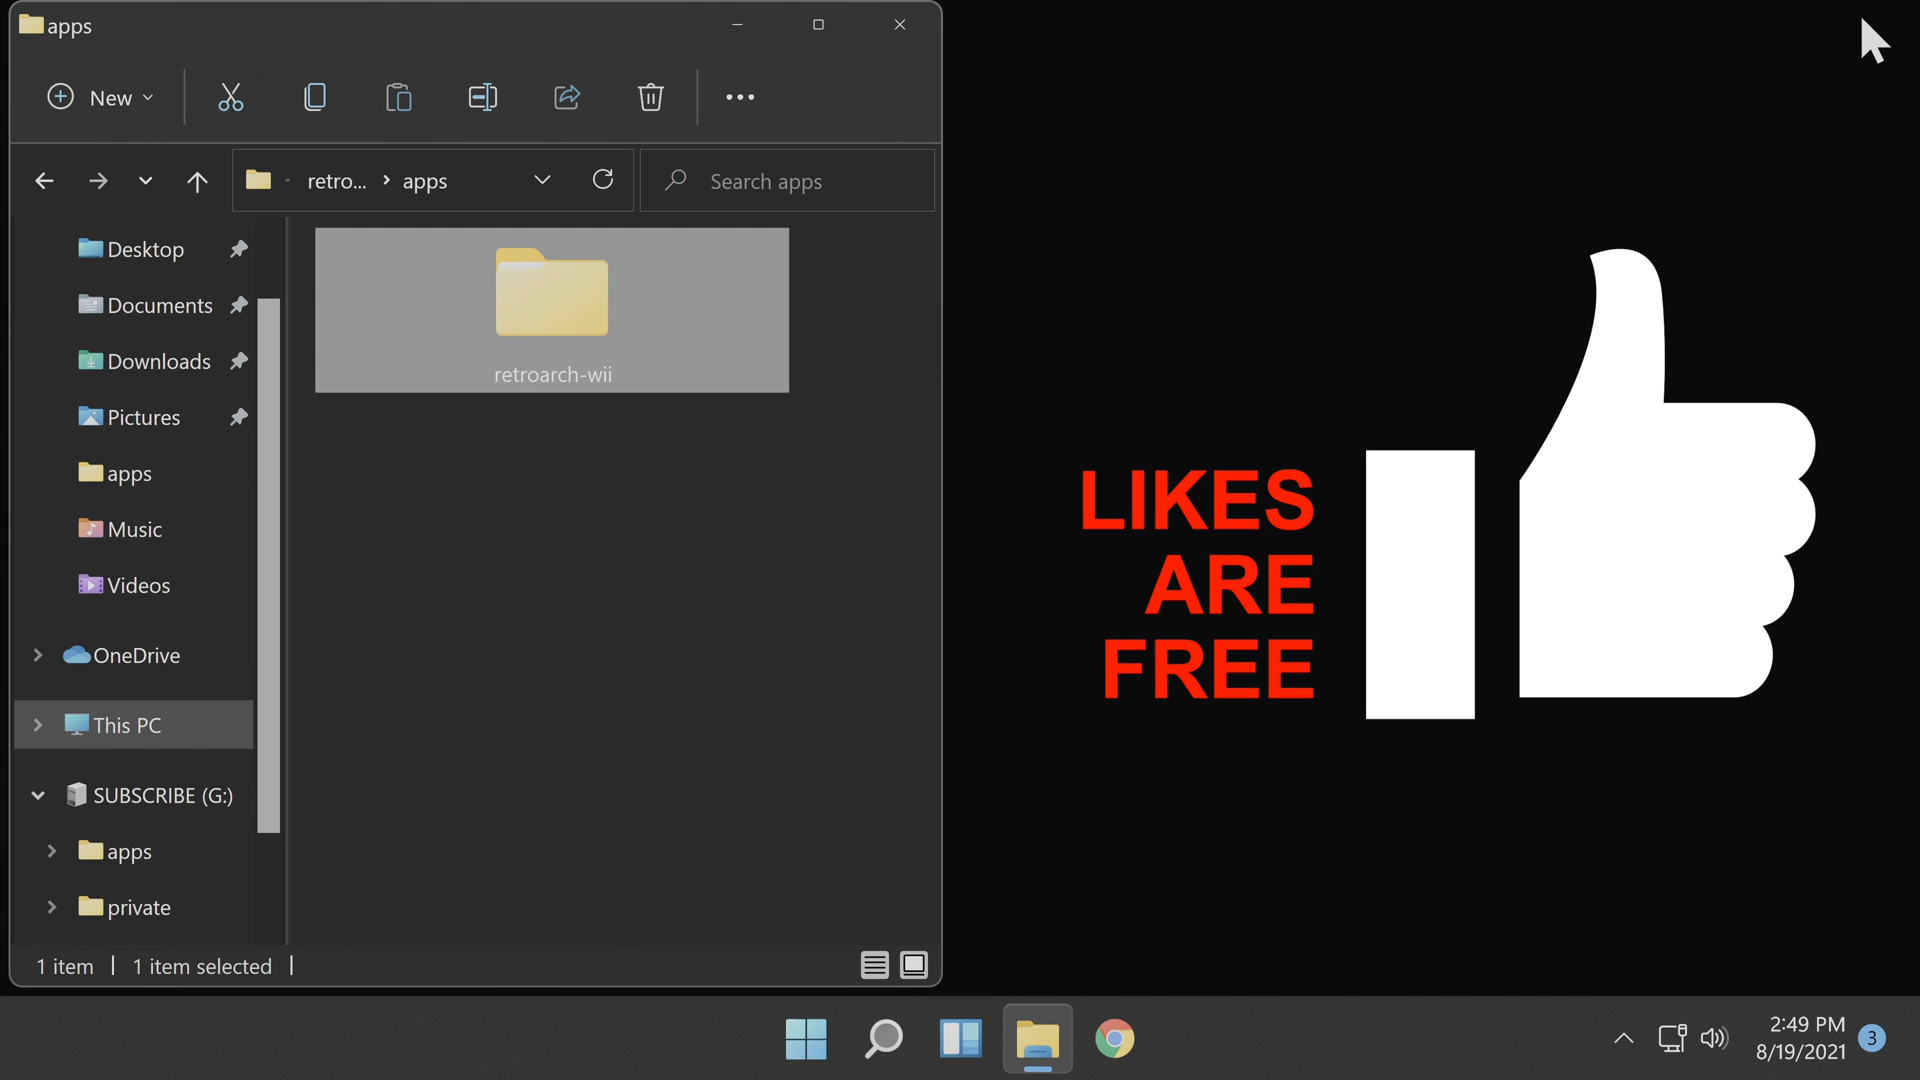 apps
New
retro... > apps
Search apps
Desktop
Documents
Downloads
Pictures
apps
Music
Videos
OneDrive
This PC
SUBSCRIBE (G:)
apps
private
retroarch-wii
1 item | 1 item selected |
LIKES
ARE
FREE
2:49 PM
8/19/2021
3